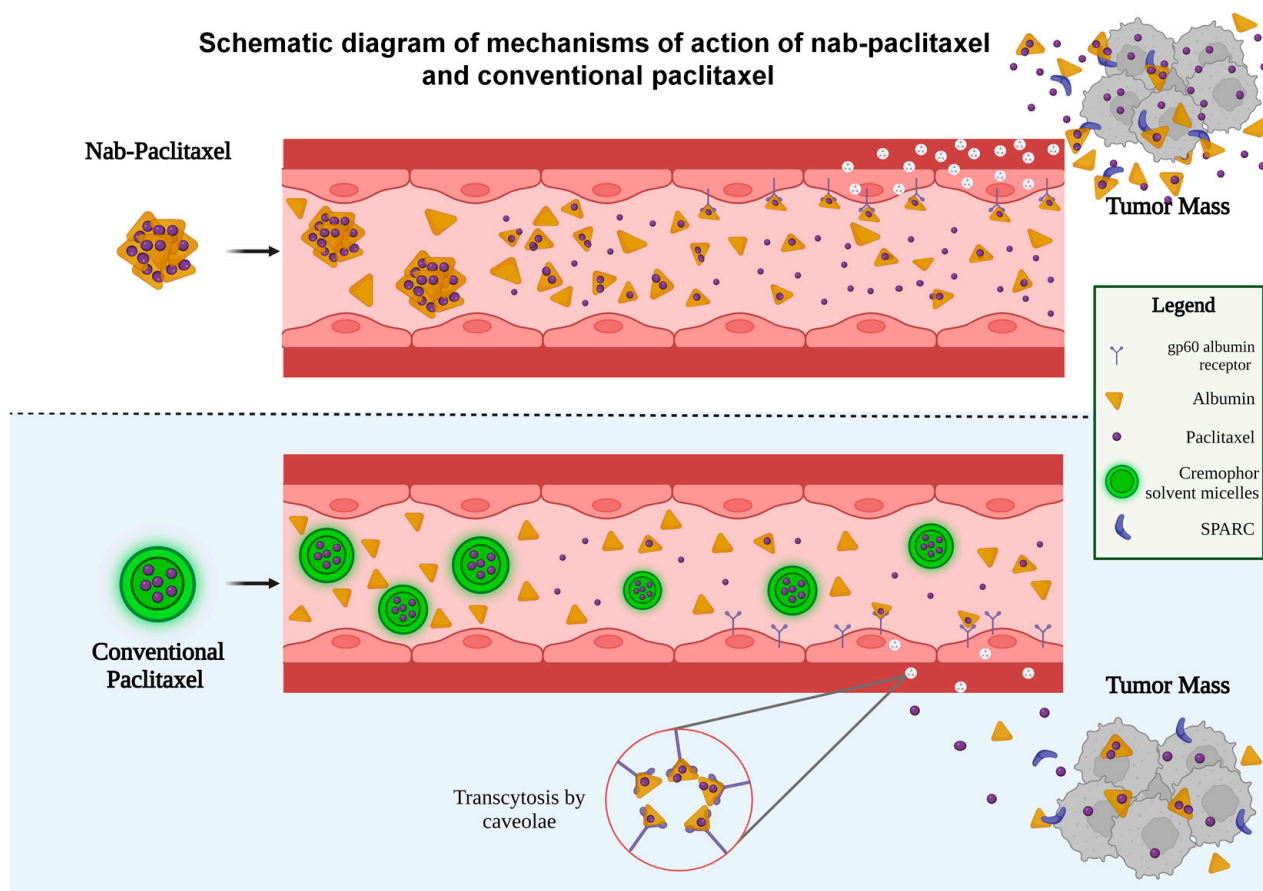 Schematic diagram of mechanisms of action of nab-paclitaxel
and conventional paclitaxel
Nab-Paclitaxel
Tumor Mass
Legend
gp60 albumin
receptor
Albumin
Paclitaxel
Cremophor
solvent micelles
SPARC
Conventional
Paclitaxel
Tumor Mass
Transcytosis by
caveolae